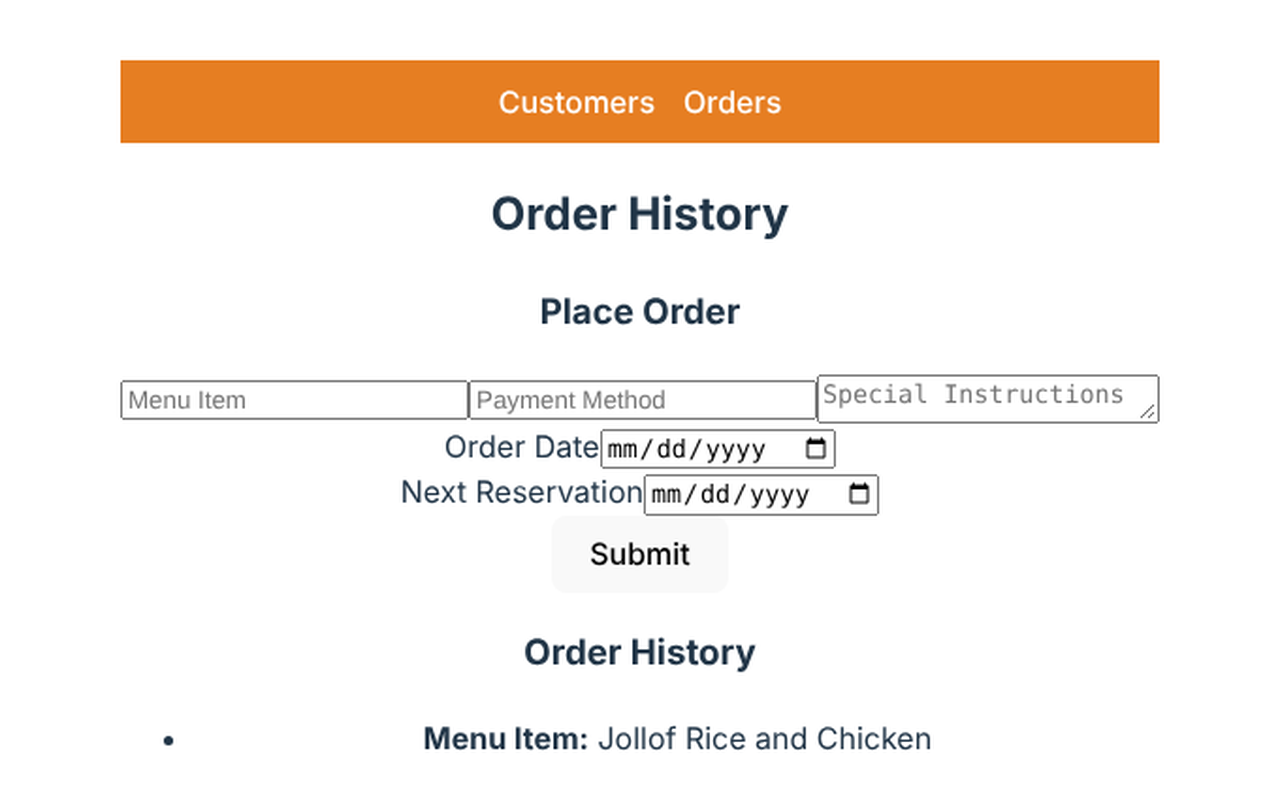 Customers Orders
Order History
Place Order
Menu Item Payment Method Special Instructions
Order Date mm/dd/yyyy
Next Reservation mm/dd/yyyy
Submit
Order History
• Menu Item: Jollof Rice and Chicken